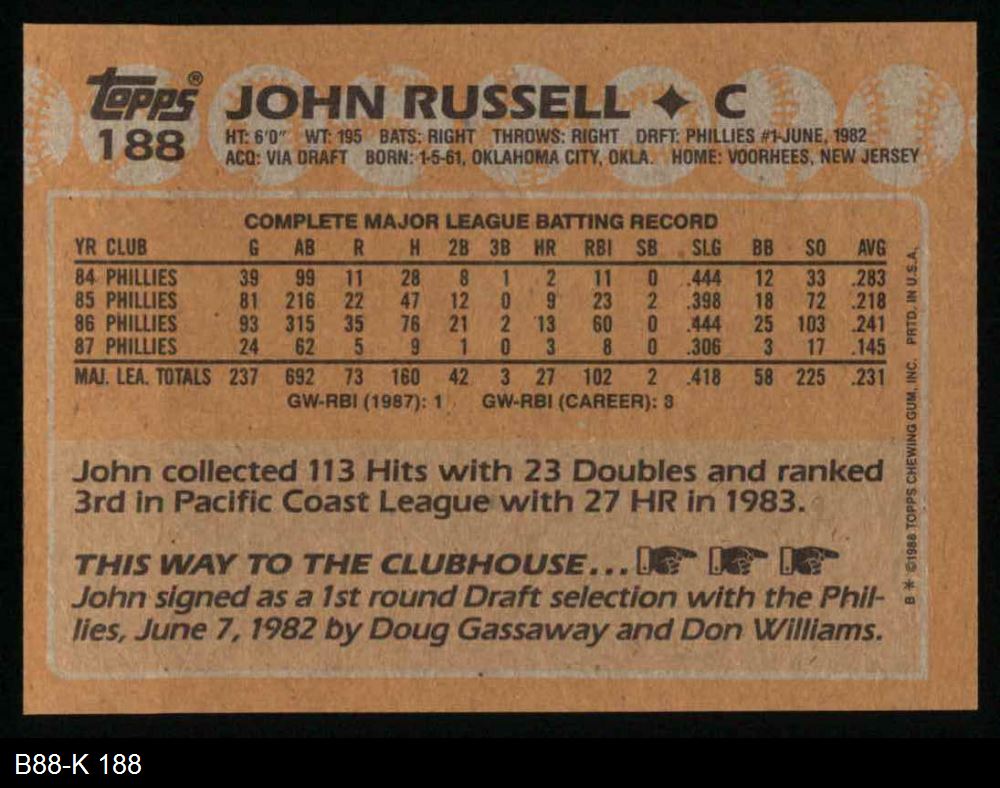 topps®
188
JOHN RUSSELL ✦ C
HT: 6'0" WT: 195 BATS: RIGHT THROWS: RIGHT DRFT: PHILLIES #1-JUNE, 1982
ACQ: VIA DRAFT BORN: 1-5-61, OKLAHOMA CITY, OKLA. HOME: VOORHEES, NEW JERSEY
COMPLETE MAJOR LEAGUE BATTING RECORD
YR CLUB G AB R H 2B 3B HR RBI SB SLG BB SO AVG
84 PHILLIES 39 99 11 28 8 1 2 11 0 .444 12 33 .283
85 PHILLIES 81 216 22 47 12 0 9 23 2 .398 18 72 .218
86 PHILLIES 93 315 35 76 21 2 13 60 0 .444 25 103 .241
87 PHILLIES 24 62 5 9 1 0 3 8 0 .306 3 17 .145
MAJ. LEA. TOTALS 237 692 73 160 42 3 27 102 2 .418 58 225 .231
GW-RBI (1987): 1 GW-RBI (CAREER): 3
John collected 113 Hits with 23 Doubles and ranked
3rd in Pacific Coast League with 27 HR in 1983.
THIS WAY TO THE CLUBHOUSE...
John signed as a 1st round Draft selection with the Phil-
lies, June 7, 1982 by Doug Gassaway and Don Williams.
B * ©1988 TOPPS CHEWING GUM, INC. PRTD. IN U.S.A.
B88-K 188